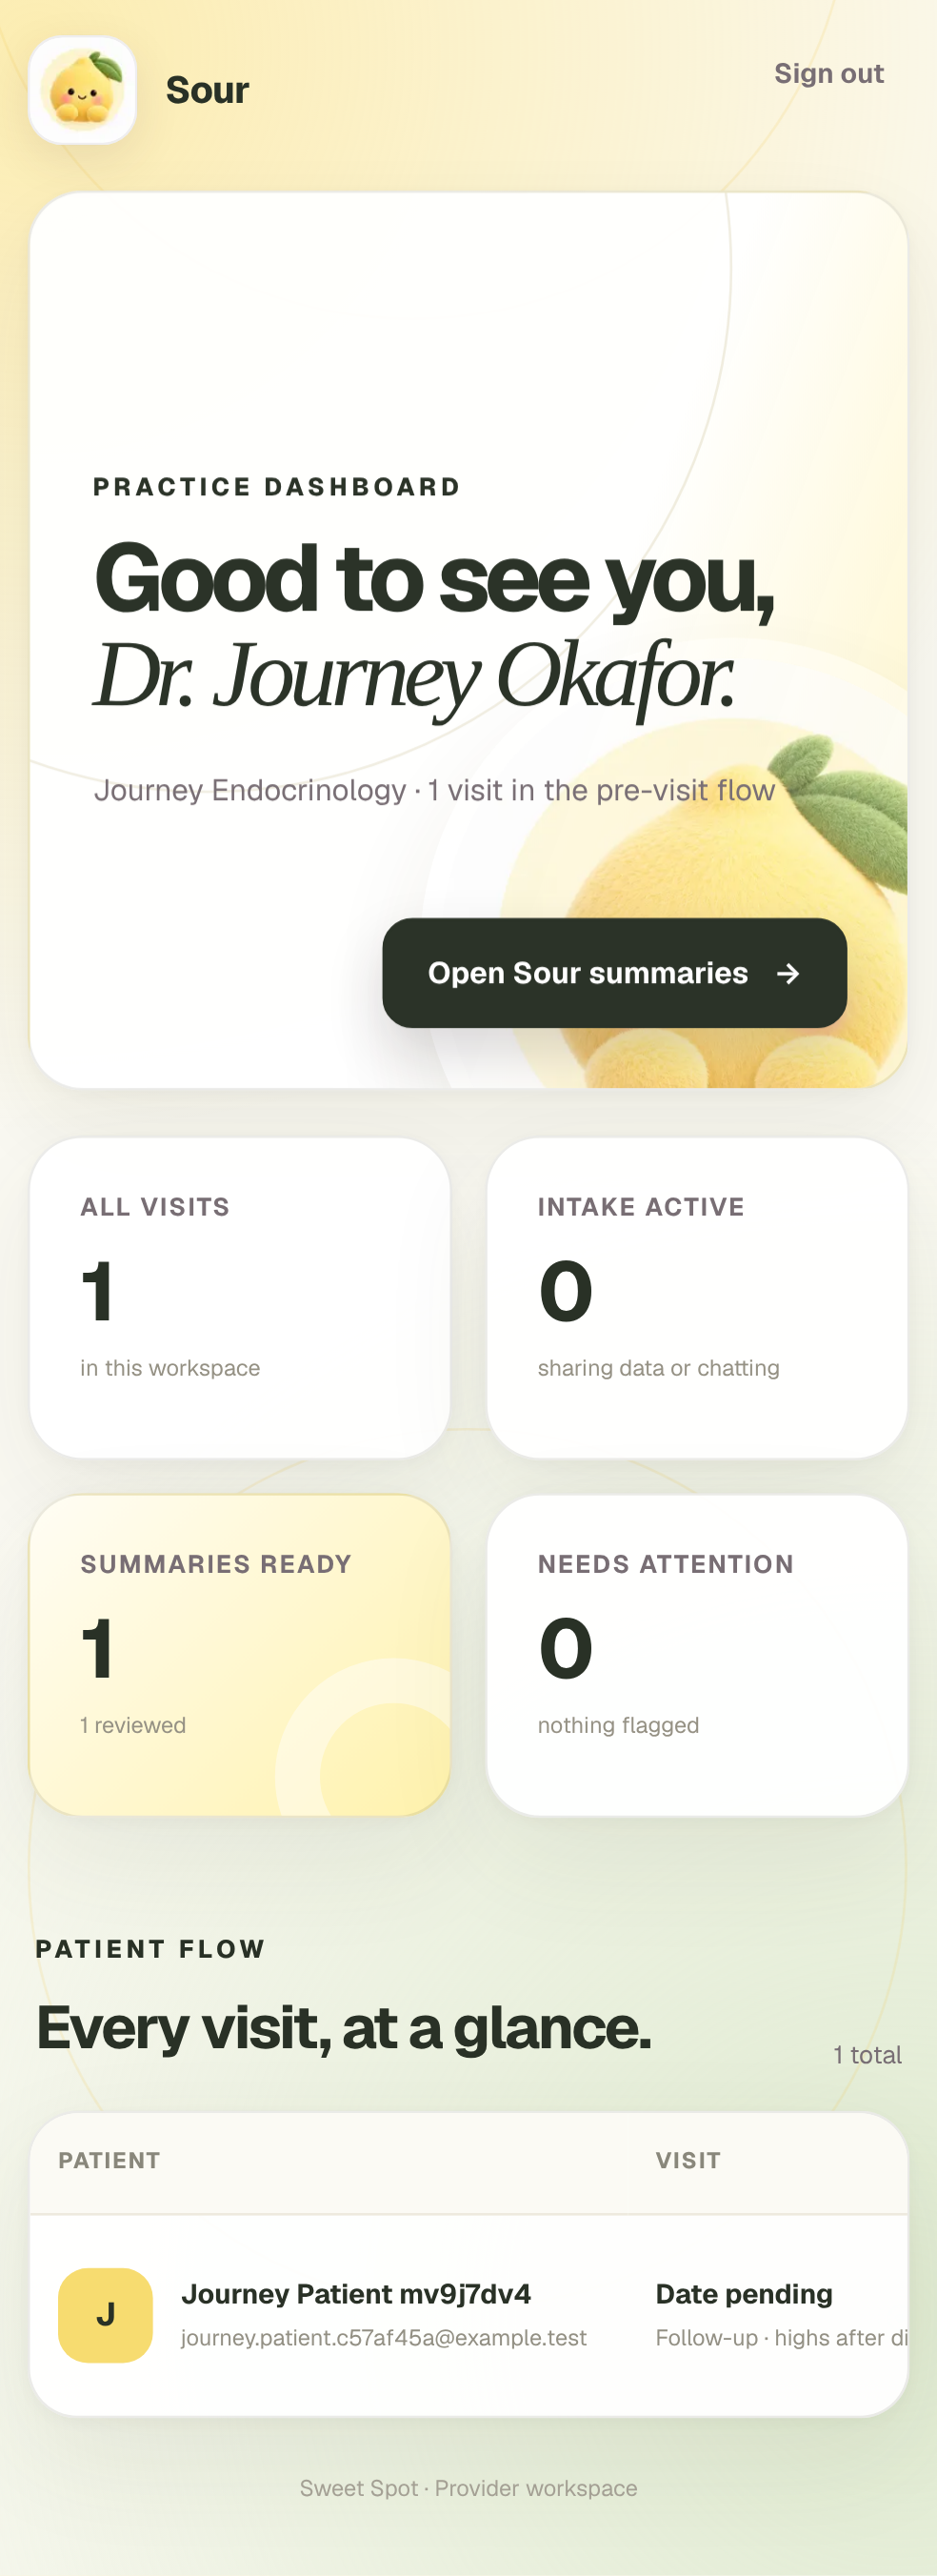 Sour
Sign out
PRACTICE DASHBOARD
Good to see you,
Dr. Journey Okafor.
Journey Endocrinology · 1 visit in the pre-visit flow
Open Sour summaries →
ALL VISITS
1
in this workspace
INTAKE ACTIVE
0
sharing data or chatting
SUMMARIES READY
1
1 reviewed
NEEDS ATTENTION
0
nothing flagged
PATIENT FLOW
Every visit, at a glance.
1 total
PATIENT
VISIT
J
Journey Patient mv9j7dv4
journey.patient.c57af45a@example.test
Date pending
Follow-up · highs after di
Sweet Spot · Provider workspace